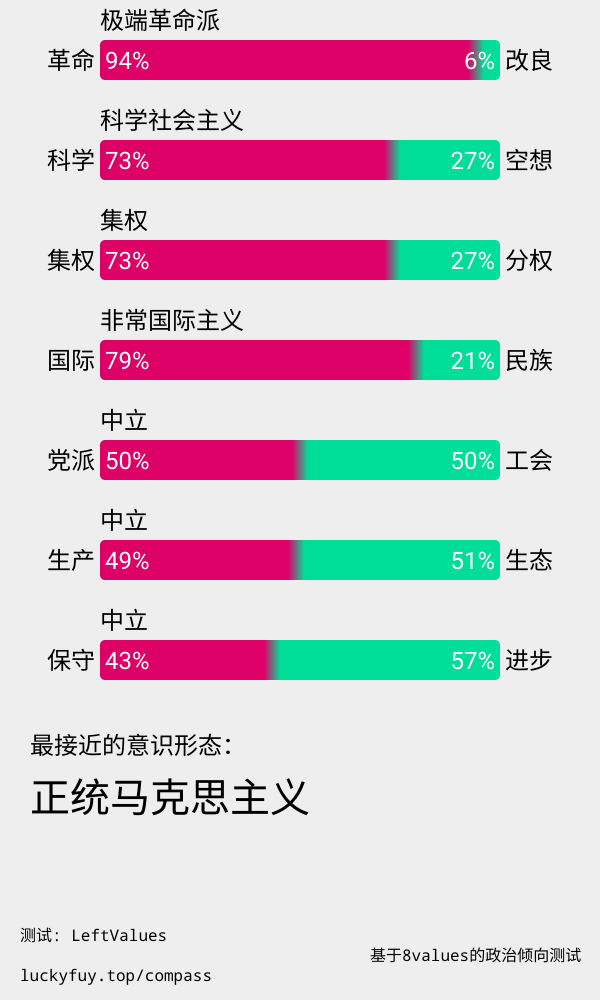 极端革命派
革命 94% 6% 改良
科学社会主义
科学 73% 27% 空想
集权
集权 73% 27% 分权
非常国际主义
国际 79% 21% 民族
中立
党派 50% 50% 工会
中立
生产 49% 51% 生态
中立
保守 43% 57% 进步
最接近的意识形态:
正统马克思主义
测试: LeftValues
基于8values的政治倾向测试
luckyfuy.top/compass